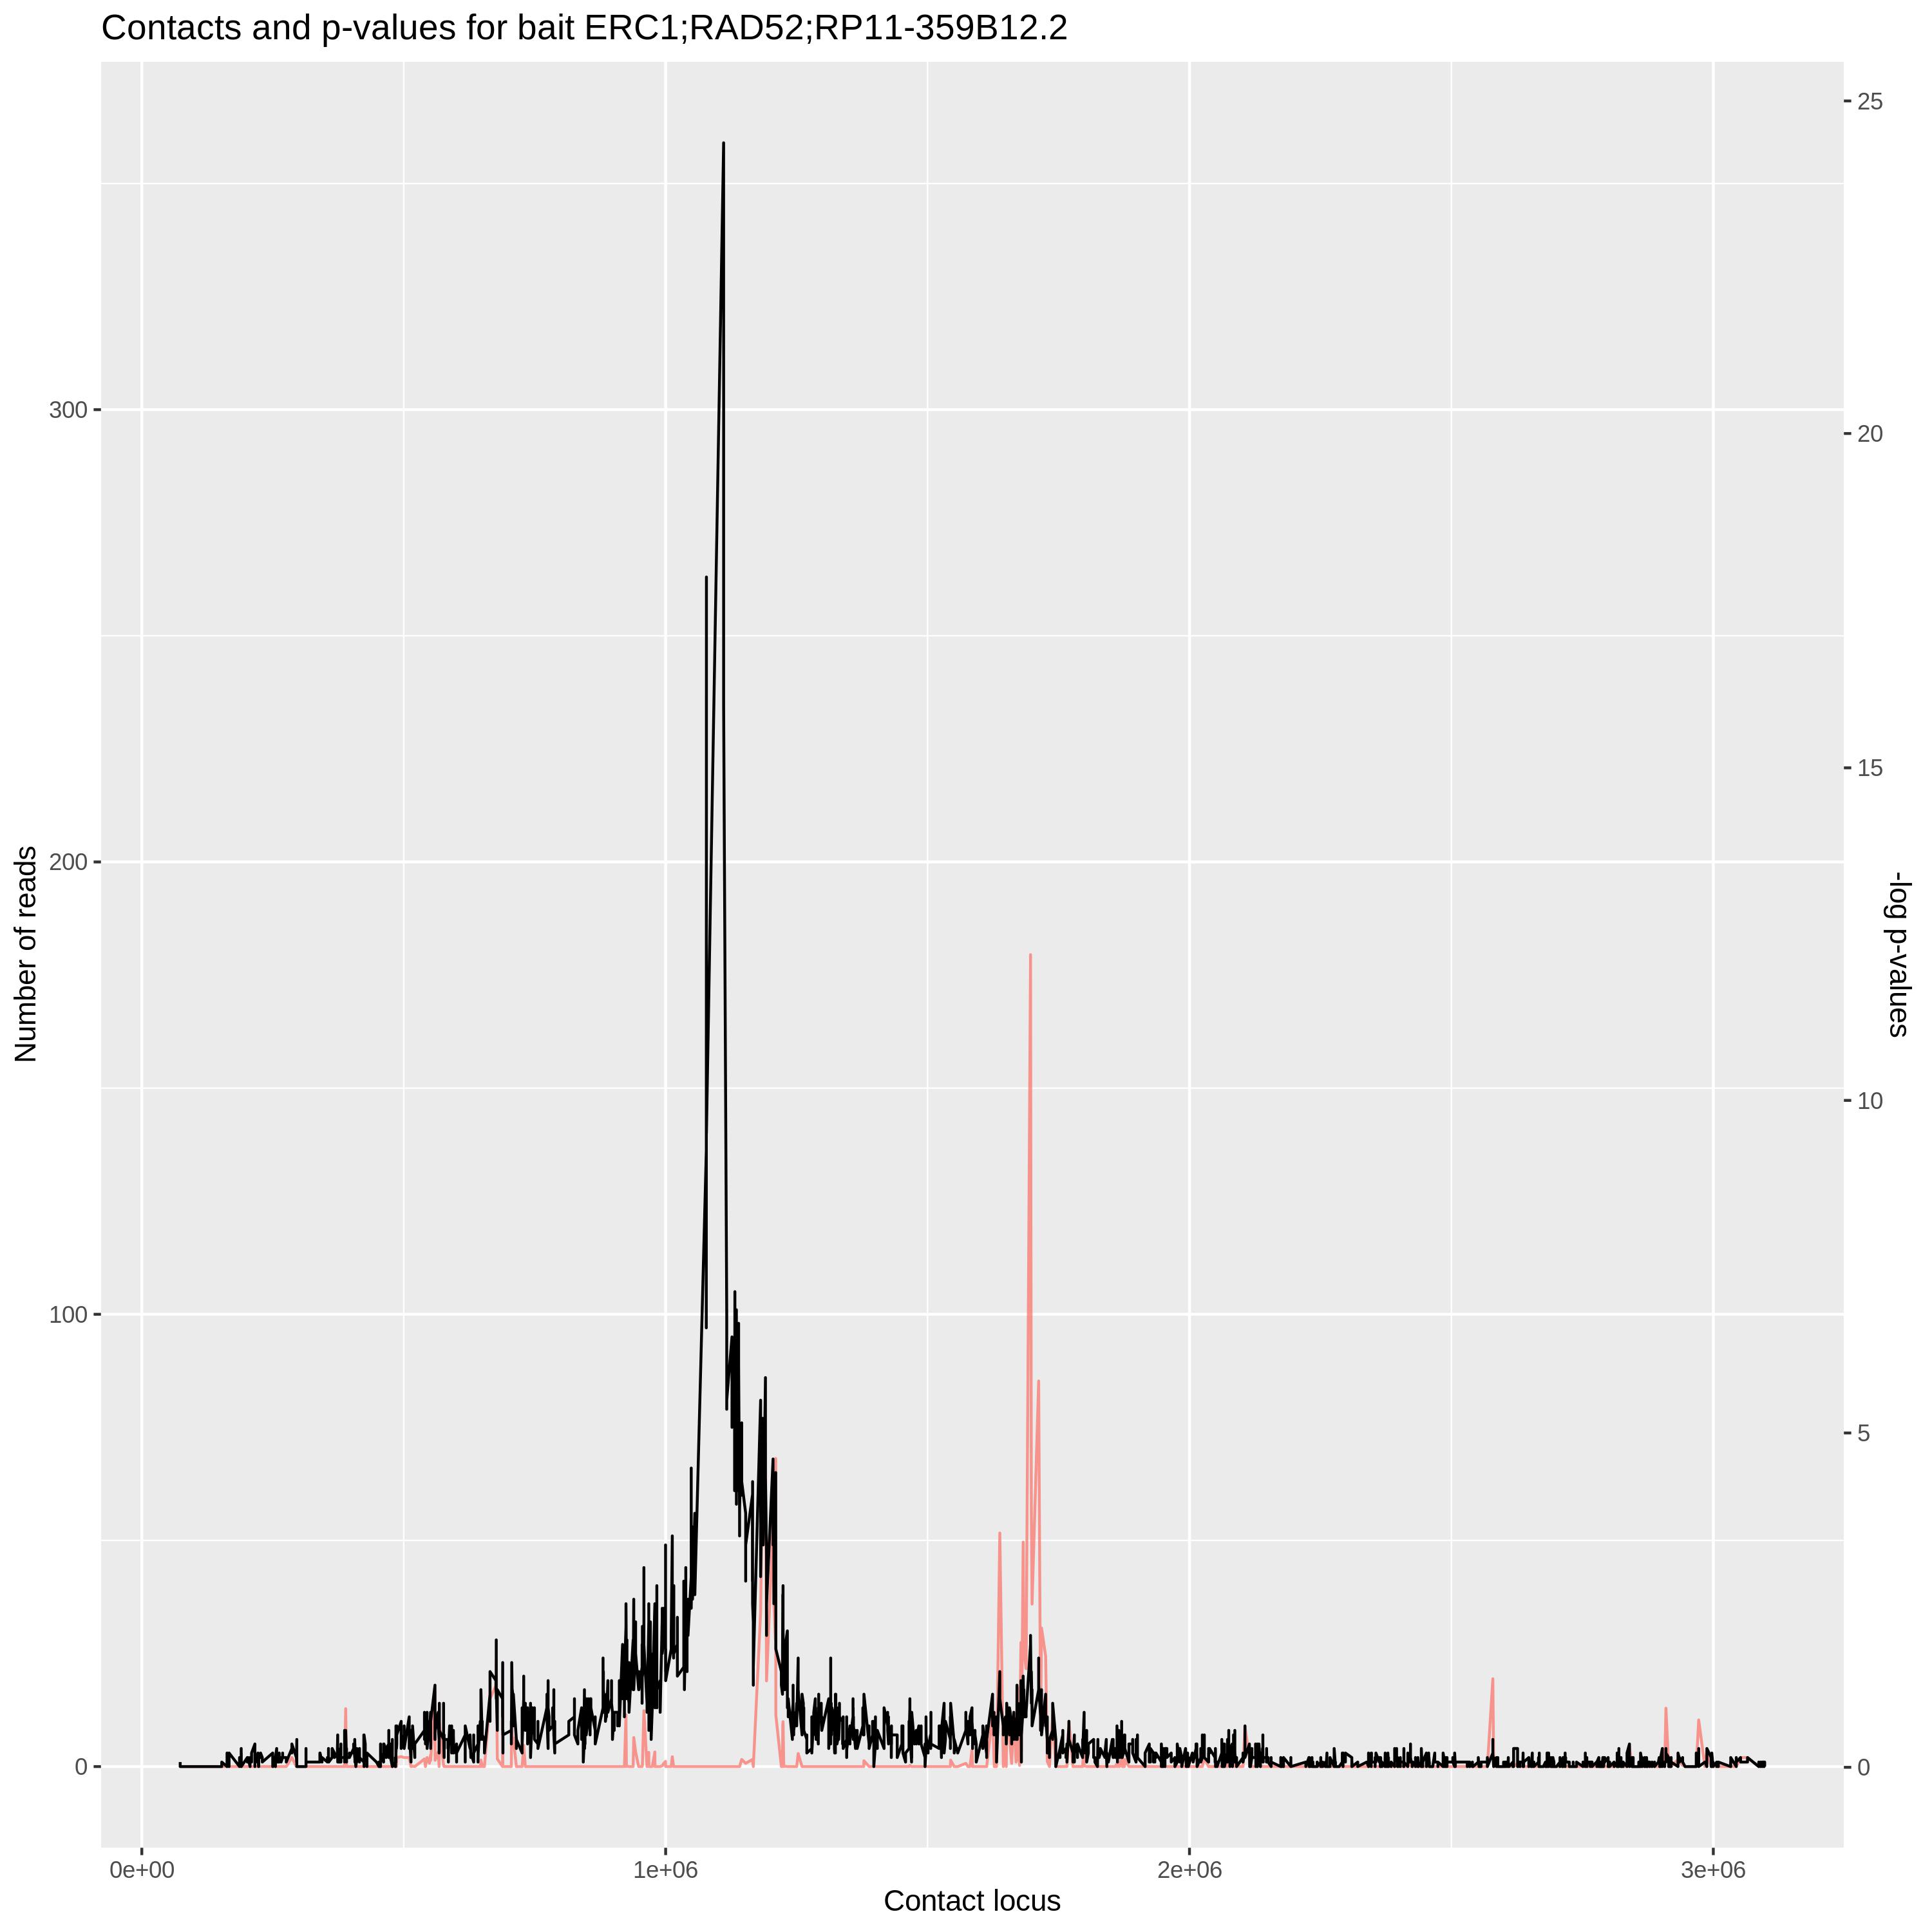 Contacts and p-values for bait ERC1;RAD52;RP11-359B12.2
Number of reads
300
200
100
0
25
20
15
10
5
0
-log p-values
0e+00 1e+06 2e+06 3e+06
Contact locus